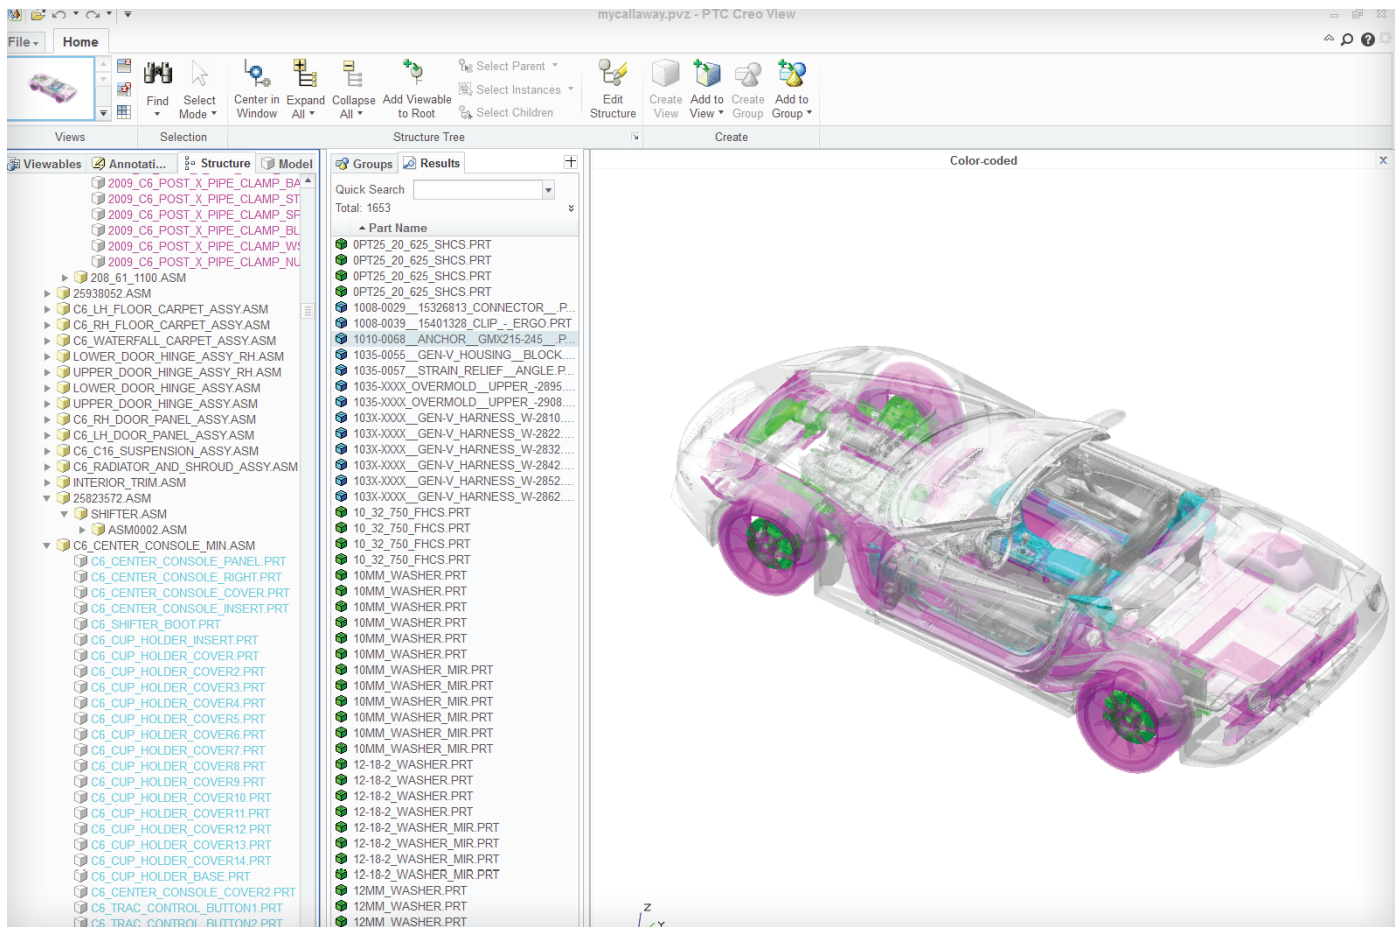 mycallaway.pvz - PTC Creo View
File
Home
Find
Select Mode
Center in Window
Expand All
Collapse All
Add Viewable to Root
Select Parent
Select Instances
Select Children
Edit Structure
Create View
Add to View
Create Group
Add to Group
Views
Selection
Structure Tree
Create
Viewables
Annotati...
Structure
Model
2009_C6_POST_X_PIPE_CLAMP_BA
2009_C6_POST_X_PIPE_CLAMP_ST
2009_C6_POST_X_PIPE_CLAMP_SP
2009_C6_POST_X_PIPE_CLAMP_BL
2009_C6_POST_X_PIPE_CLAMP_WS
2009_C6_POST_X_PIPE_CLAMP_NU
208_61_1100.ASM
25938052.ASM
C6_LH_FLOOR_CARPET_ASSY.ASM
C6_RH_FLOOR_CARPET_ASSY.ASM
C6_WATERFALL_CARPET_ASSY.ASM
LOWER_DOOR_HINGE_ASSY_RH.ASM
UPPER_DOOR_HINGE_ASSY_RH.ASM
LOWER_DOOR_HINGE_ASSY.ASM
UPPER_DOOR_HINGE_ASSY.ASM
C6_RH_DOOR_PANEL_ASSY.ASM
C6_LH_DOOR_PANEL_ASSY.ASM
C6_C16_SUSPENSION_ASSY.ASM
C6_RADIATOR_AND_SHROUD_ASSY.ASM
INTERIOR_TRIM.ASM
25823572.ASM
SHIFTER.ASM
ASM0002.ASM
C6_CENTER_CONSOLE_MIN.ASM
C6_CENTER_CONSOLE_PANEL.PRT
C6_CENTER_CONSOLE_RIGHT.PRT
C6_CENTER_CONSOLE_COVER.PRT
C6_CENTER_CONSOLE_INSERT.PRT
C6_SHIFTER_BOOT.PRT
C6_CUP_HOLDER_INSERT.PRT
C6_CUP_HOLDER_COVER.PRT
C6_CUP_HOLDER_COVER2.PRT
C6_CUP_HOLDER_COVER3.PRT
C6_CUP_HOLDER_COVER4.PRT
C6_CUP_HOLDER_COVER5.PRT
C6_CUP_HOLDER_COVER6.PRT
C6_CUP_HOLDER_COVER7.PRT
C6_CUP_HOLDER_COVER8.PRT
C6_CUP_HOLDER_COVER9.PRT
C6_CUP_HOLDER_COVER10.PRT
C6_CUP_HOLDER_COVER11.PRT
C6_CUP_HOLDER_COVER12.PRT
C6_CUP_HOLDER_COVER13.PRT
C6_CUP_HOLDER_COVER14.PRT
C6_CUP_HOLDER_BASE.PRT
C6_CENTER_CONSOLE_COVER2.PRT
C6_TRAC_CONTROL_BUTTON1.PRT
C6_TRAC_CONTROL_BUTTON2.PRT
Groups
Results
Quick Search
Total: 1653
Part Name
0PT25_20_625_SHCS.PRT
0PT25_20_625_SHCS.PRT
0PT25_20_625_SHCS.PRT
0PT25_20_625_SHCS.PRT
1008-0029__15326813_CONNECTOR__.P...
1008-0039__15401328_CLIP_-_ERGO.PRT
1010-0068__ANCHOR__GMX215-245__.P...
1035-0055__GEN-V_HOUSING__BLOCK....
1035-0057__STRAIN_RELIEF__ANGLE.P...
1035-XXXX_OVERMOLD__UPPER_-2895....
1035-XXXX_OVERMOLD__UPPER_-2908....
103X-XXXX__GEN-V_HARNESS_W-2810....
103X-XXXX__GEN-V_HARNESS_W-2822....
103X-XXXX__GEN-V_HARNESS_W-2832....
103X-XXXX__GEN-V_HARNESS_W-2842....
103X-XXXX__GEN-V_HARNESS_W-2852....
103X-XXXX__GEN-V_HARNESS_W-2862....
10_32_750_FHCS.PRT
10_32_750_FHCS.PRT
10_32_750_FHCS.PRT
10_32_750_FHCS.PRT
10MM_WASHER.PRT
10MM_WASHER.PRT
10MM_WASHER.PRT
10MM_WASHER.PRT
10MM_WASHER.PRT
10MM_WASHER.PRT
10MM_WASHER_MIR.PRT
10MM_WASHER_MIR.PRT
10MM_WASHER_MIR.PRT
10MM_WASHER_MIR.PRT
10MM_WASHER_MIR.PRT
10MM_WASHER_MIR.PRT
12-18-2_WASHER.PRT
12-18-2_WASHER.PRT
12-18-2_WASHER.PRT
12-18-2_WASHER.PRT
12-18-2_WASHER_MIR.PRT
12-18-2_WASHER_MIR.PRT
12-18-2_WASHER_MIR.PRT
12-18-2_WASHER_MIR.PRT
12MM_WASHER.PRT
12MM_WASHER.PRT
12MM_WASHER.PRT
Color-coded
Z
Y